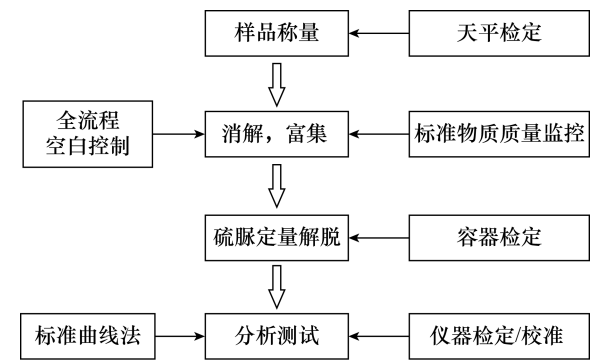 样品称量
天平检定
全流程
空白控制
消解，富集
标准物质质量监控
硫脲定量解脱
容器检定
标准曲线法
分析测试
仪器检定/校准